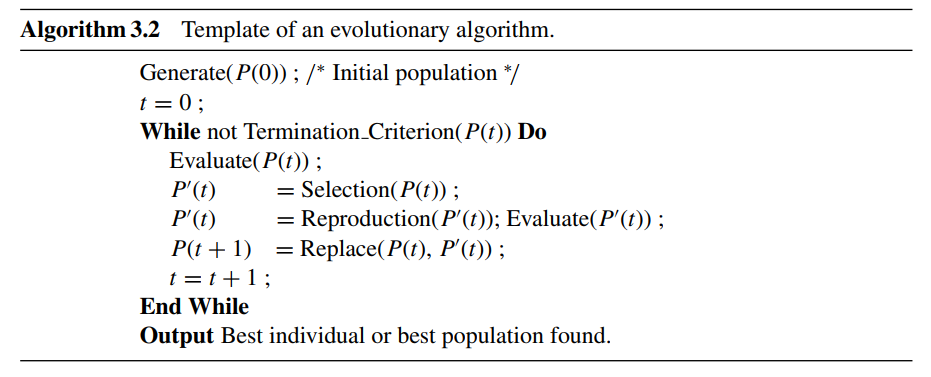 Algorithm 3.2 Template of an evolutionary algorithm.
Generate(P(0)) ; /* Initial population */
t = 0 ;
While not Termination_Criterion(P(t)) Do
Evaluate(P(t)) ;
P′(t) = Selection(P(t)) ;
P′(t) = Reproduction(P′(t)); Evaluate(P′(t)) ;
P(t + 1) = Replace(P(t), P′(t)) ;
t = t + 1 ;
End While
Output Best individual or best population found.